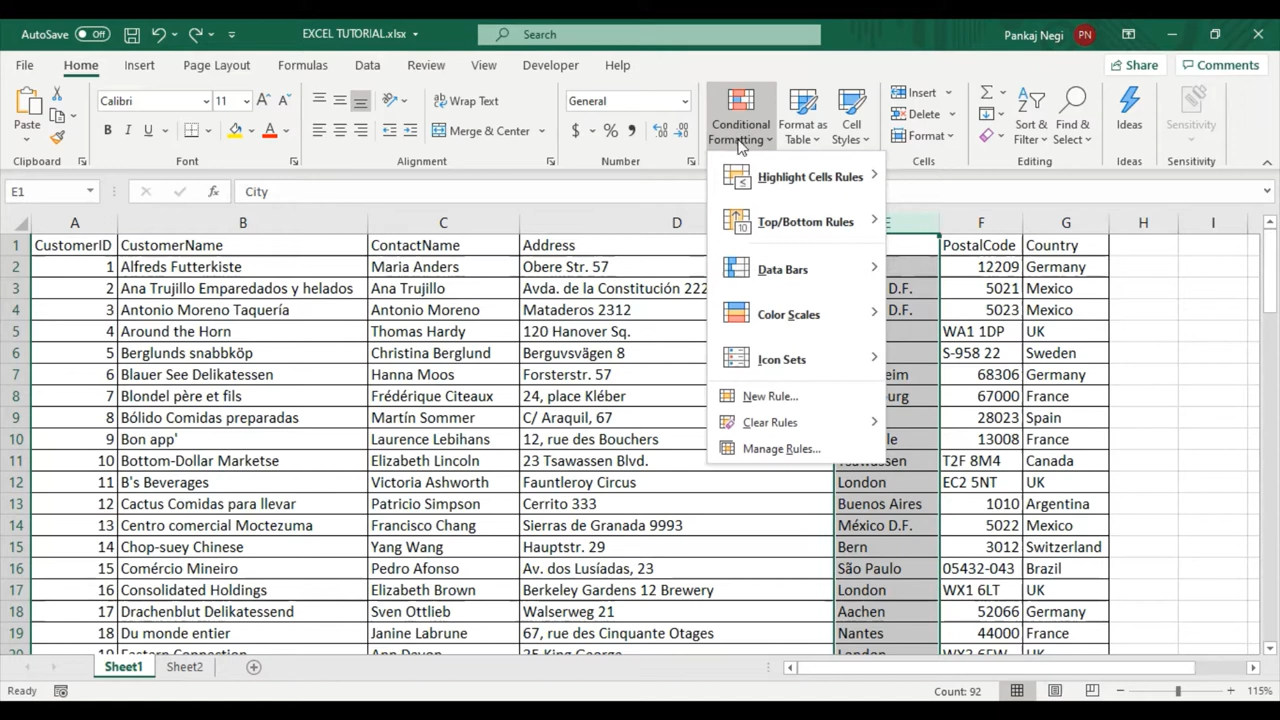 AutoSave Off EXCEL TUTORIAL.xlsx Search Pankaj Negi PN
File Home Insert Page Layout Formulas Data Review View Developer Help Share Comments
Paste
Calibri 11
B I U
Wrap Text
Merge & Center
General
$ % 9
Conditional Formatting
Format as Table
Cell Styles
Insert
Delete
Format
Sort & Filter
Find & Select
Ideas
Sensitivity
Clipboard Font Alignment Number Cells Editing Ideas Sensitivity
E1 fx City
Highlight Cells Rules
Top/Bottom Rules
Data Bars
Color Scales
Icon Sets
New Rule...
Clear Rules
Manage Rules...
A B C D E F G H I
1 CustomerID CustomerName ContactName Address PostalCode Country
2 1 Alfreds Futterkiste Maria Anders Obere Str. 57 12209 Germany
3 2 Ana Trujillo Emparedados y helados Ana Trujillo Avda. de la Constitución 222 D.F. 5021 Mexico
4 3 Antonio Moreno Taquería Antonio Moreno Mataderos 2312 D.F. 5023 Mexico
5 4 Around the Horn Thomas Hardy 120 Hanover Sq. WA1 1DP UK
6 5 Berglunds snabbköp Christina Berglund Berguvsvägen 8 S-958 22 Sweden
7 6 Blauer See Delikatessen Hanna Moos Forsterstr. 57 eim 68306 Germany
8 7 Blondel père et fils Frédérique Citeaux 24, place Kléber ourg 67000 France
9 8 Bólido Comidas preparadas Martín Sommer C/ Araquil, 67 28023 Spain
10 9 Bon app' Laurence Lebihans 12, rue des Bouchers le 13008 France
11 10 Bottom-Dollar Marketse Elizabeth Lincoln 23 Tsawassen Blvd. Tsawassen T2F 8M4 Canada
12 11 B's Beverages Victoria Ashworth Fauntleroy Circus London EC2 5NT UK
13 12 Cactus Comidas para llevar Patricio Simpson Cerrito 333 Buenos Aires 1010 Argentina
14 13 Centro comercial Moctezuma Francisco Chang Sierras de Granada 9993 México D.F. 5022 Mexico
15 14 Chop-suey Chinese Yang Wang Hauptstr. 29 Bern 3012 Switzerland
16 15 Comércio Mineiro Pedro Afonso Av. dos Lusíadas, 23 São Paulo 05432-043 Brazil
17 16 Consolidated Holdings Elizabeth Brown Berkeley Gardens 12 Brewery London WX1 6LT UK
18 17 Drachenblut Delikatessend Sven Ottlieb Walserweg 21 Aachen 52066 Germany
19 18 Du monde entier Janine Labrune 67, rue des Cinquante Otages Nantes 44000 France
Sheet1 Sheet2
Ready Count: 92 115%